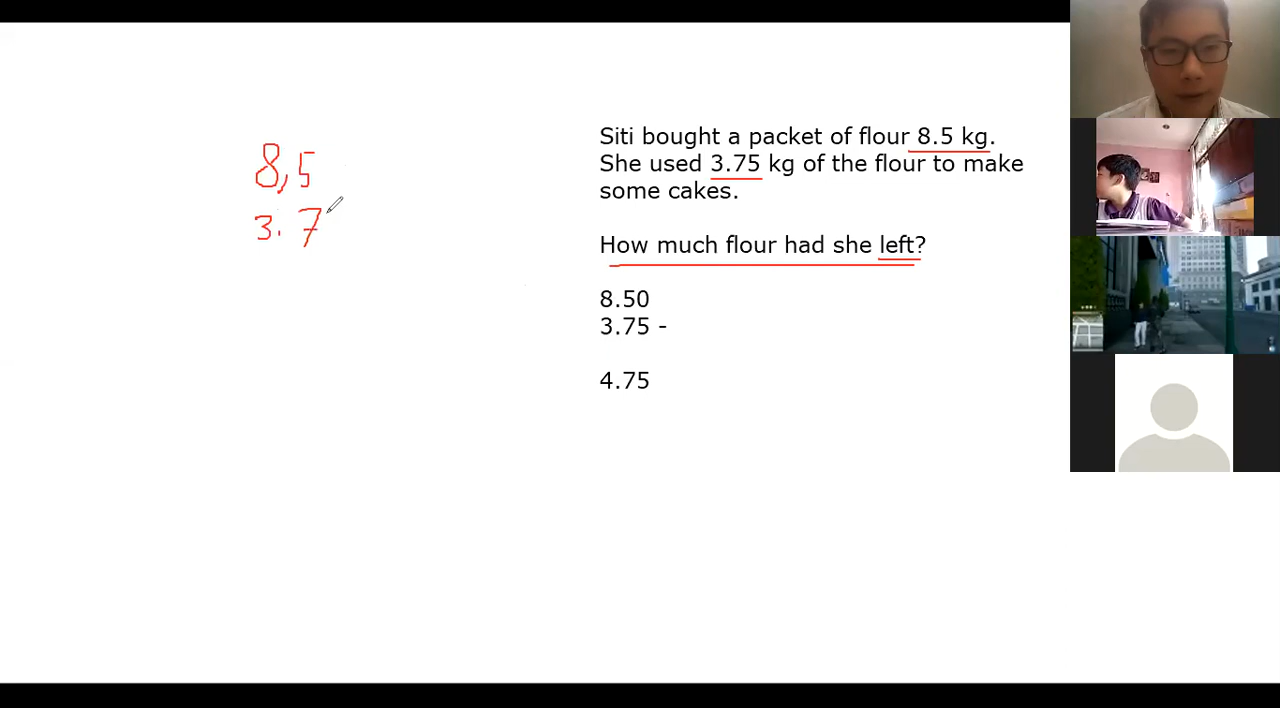 8,5
3.7
Siti bought a packet of flour 8.5 kg.
She used 3.75 kg of the flour to make
some cakes.
How much flour had she left?
8.50
3.75 -
4.75